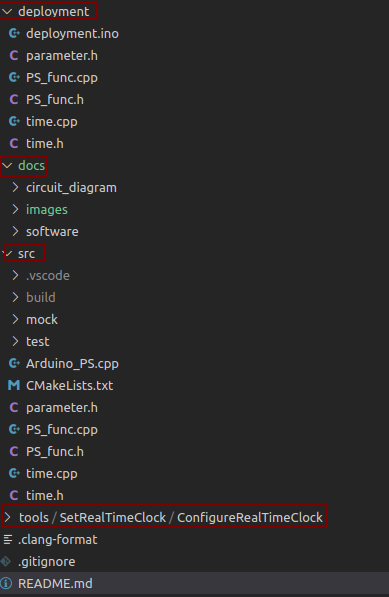 deployment
deployment.ino
C parameter.h
PS_func.cpp
C PS_func.h
time.cpp
C time.h
docs
circuit_diagram
images
software
src
.vscode
build
mock
test
Arduino_PS.cpp
M CMakeLists.txt
C parameter.h
PS_func.cpp
C PS_func.h
time.cpp
C time.h
tools / SetRealTimeClock / ConfigureRealTimeClock
.clang-format
.gitignore
README.md